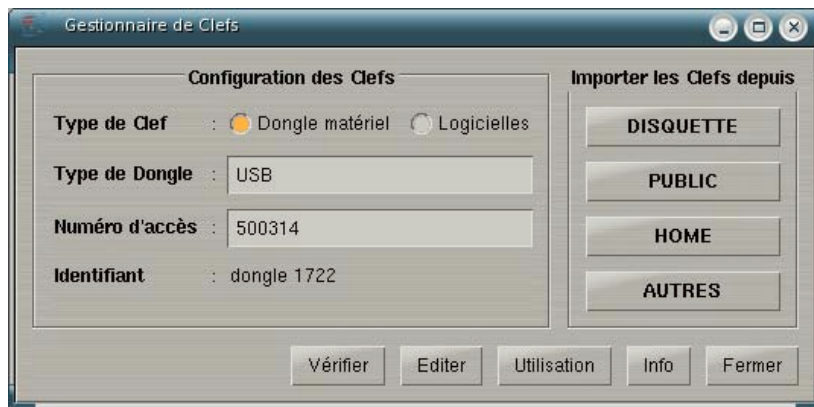 Gestionnaire de Clefs
Configuration des Clefs
Type de Clef : Dongle matériel Logicielles
Type de Dongle : USB
Numéro d'accès : 500314
Identifiant : dongle 1722
Importer les Clefs depuis
DISQUETTE
PUBLIC
HOME
AUTRES
Vérifier Editer Utilisation Info Fermer